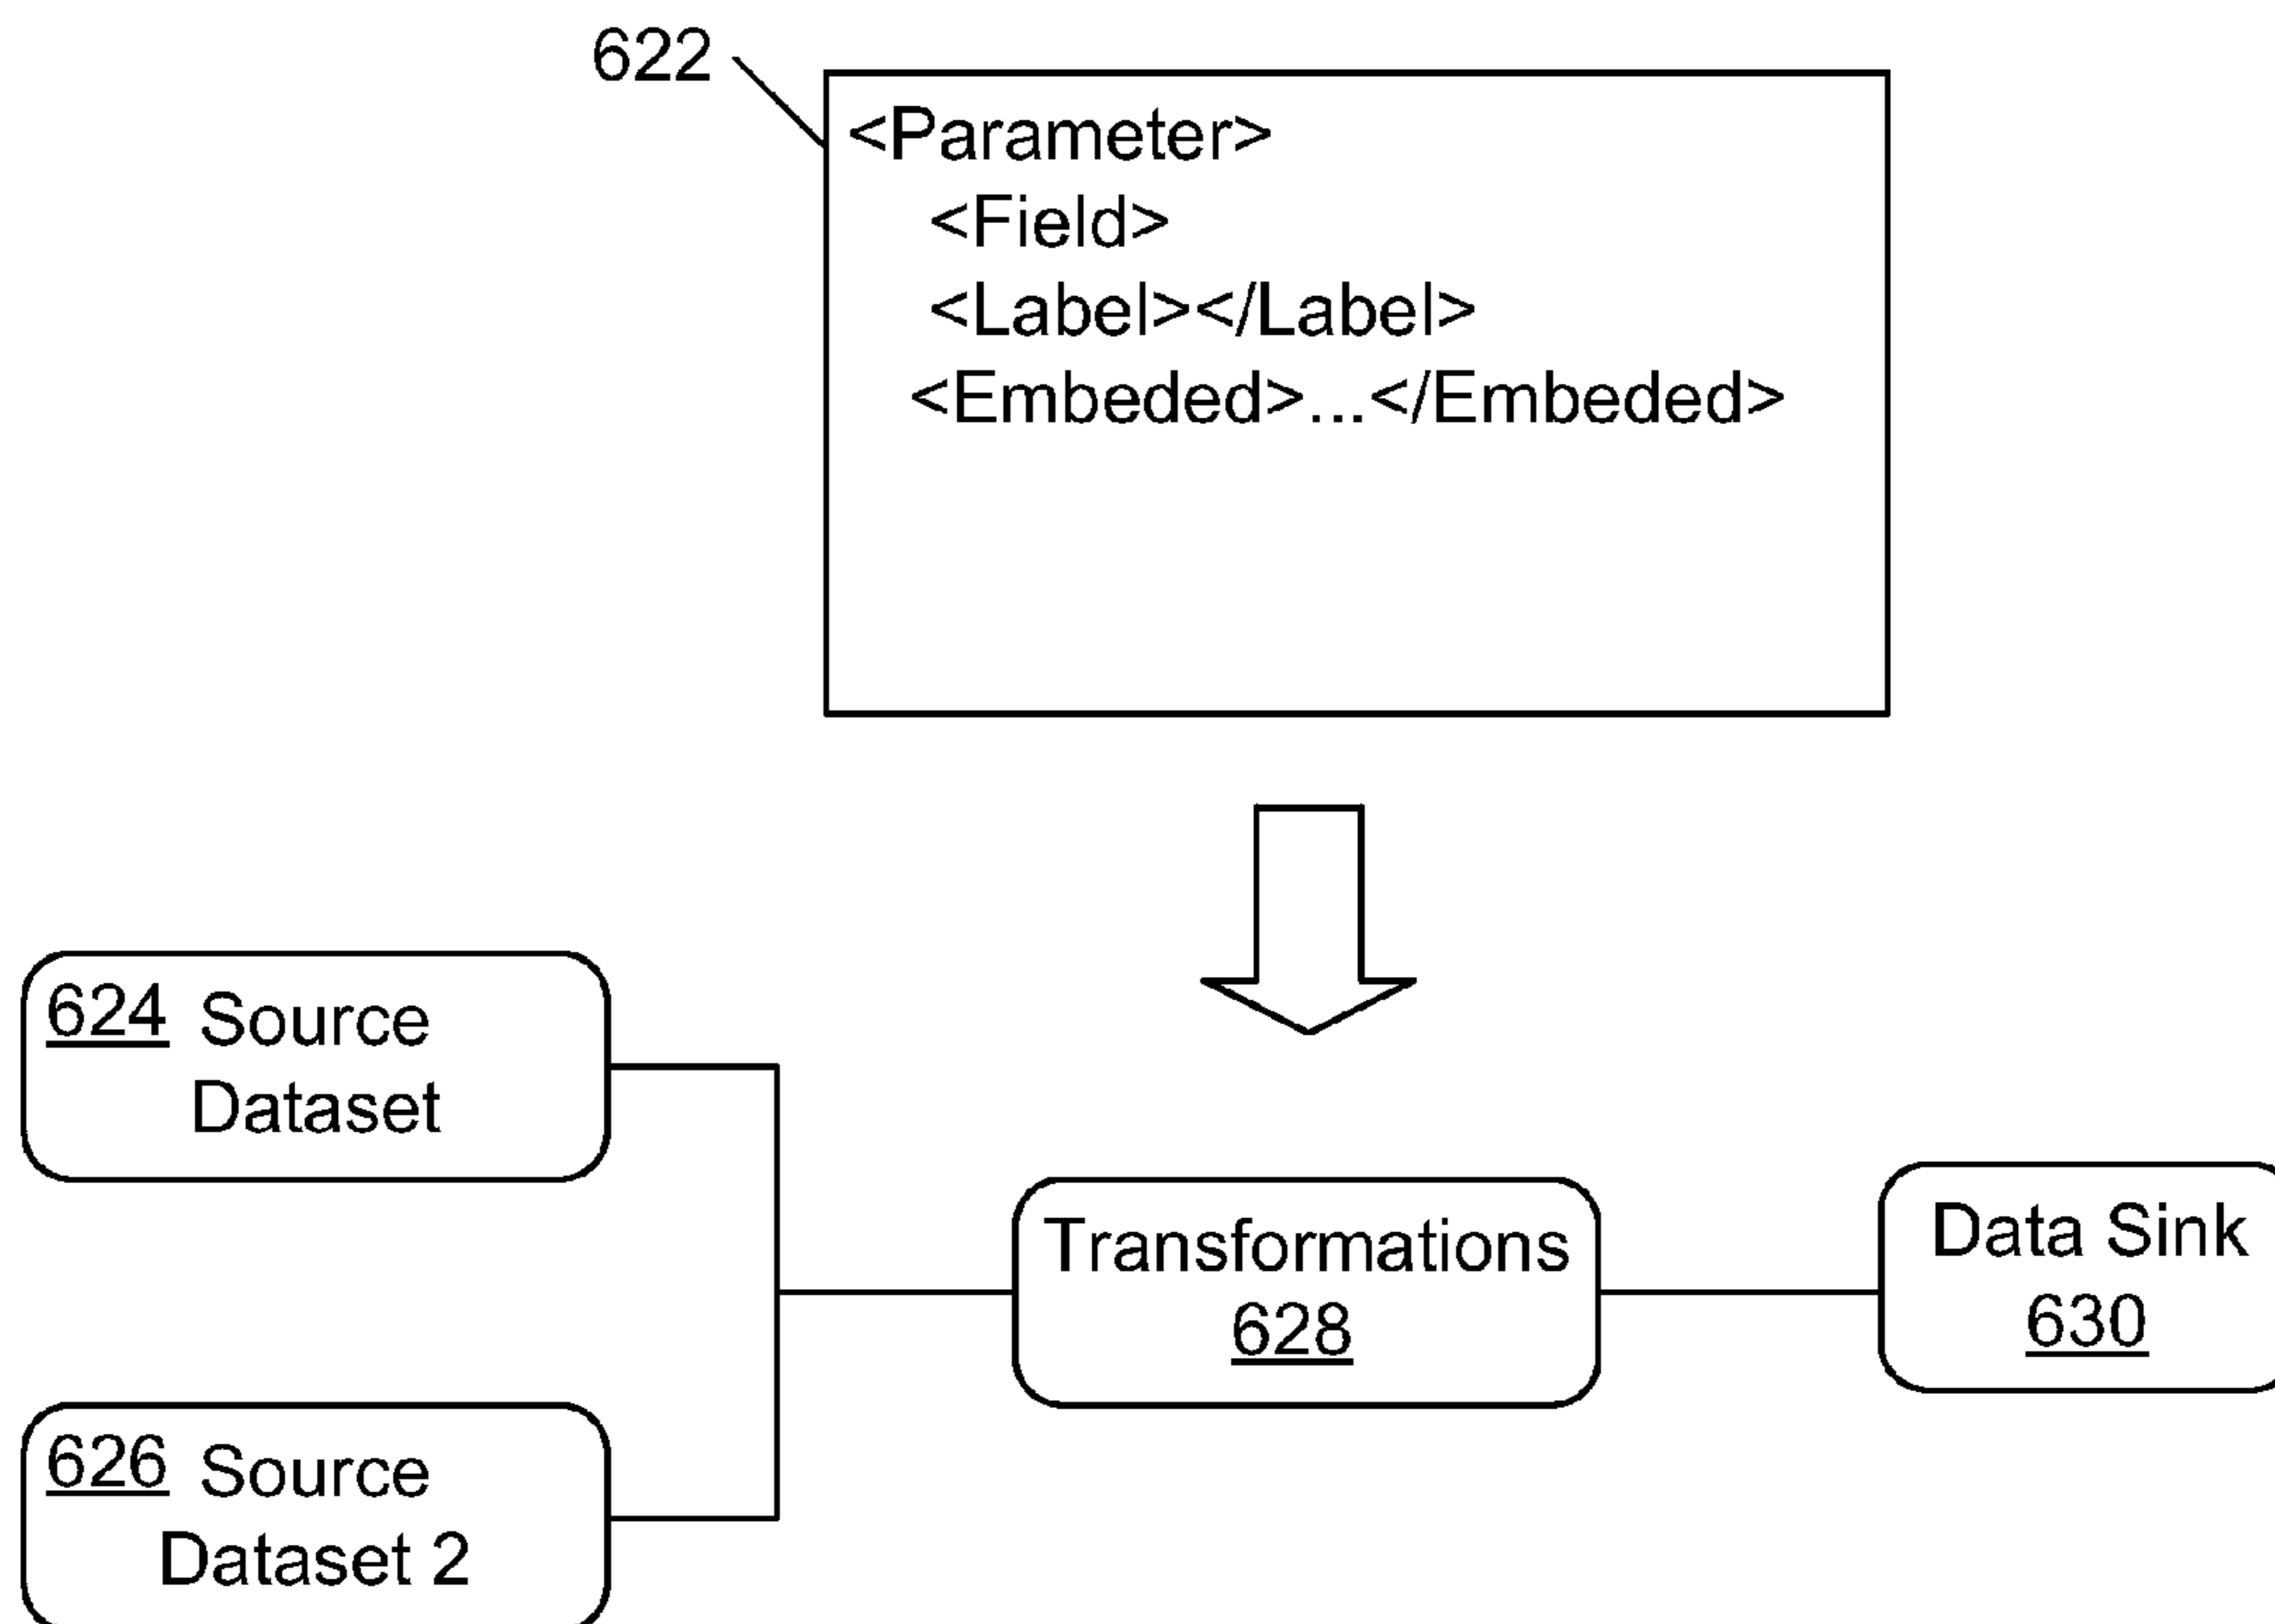 622
<Parameter>
<Field>
<Label></Label>
<Embeded>...</Embeded>
624 Source
Dataset
Transformations
628
Data Sink
630
626 Source
Dataset 2